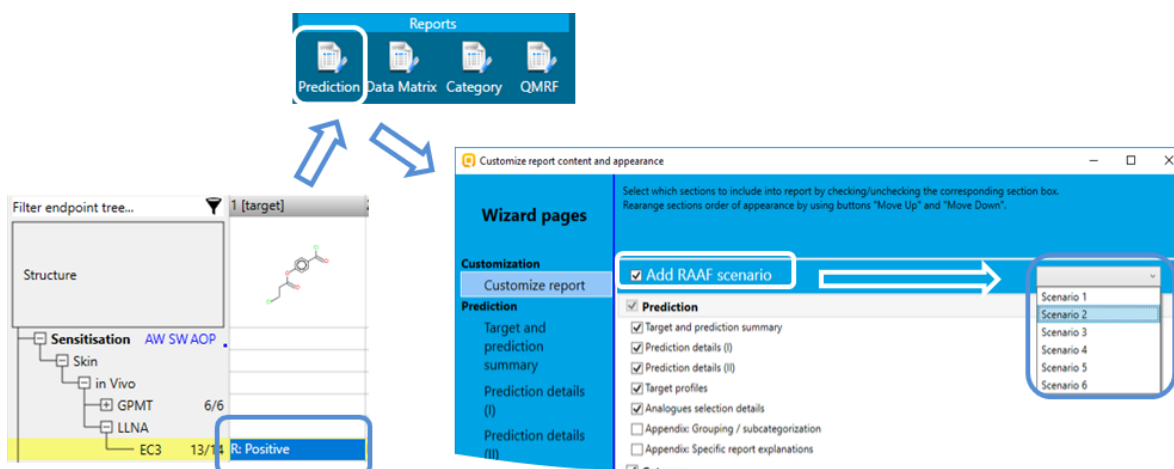 Reports
Prediction Data Matrix Category QMRF
Filter endpoint tree... 1 [target]
Structure
Sensitisation AW SW AOP
Skin
in Vivo
GPMT 6/6
LLNA
EC3 13/14 R: Positive
Customize report content and appearance
Wizard pages
Customization
Customize report
Prediction
Target and
prediction
summary
Prediction details
(I)
Prediction details
(II)
Select which sections to include into report by checking/unchecking the corresponding section box.
Rearrange sections order of appearance by using buttons "Move Up" and "Move Down".
Add RAAF scenario
Prediction
Target and prediction summary
Prediction details (I)
Prediction details (II)
Target profiles
Analogues selection details
Appendix: Grouping / subcategorization
Appendix: Specific report explanations
Scenario 1
Scenario 2
Scenario 3
Scenario 4
Scenario 5
Scenario 6